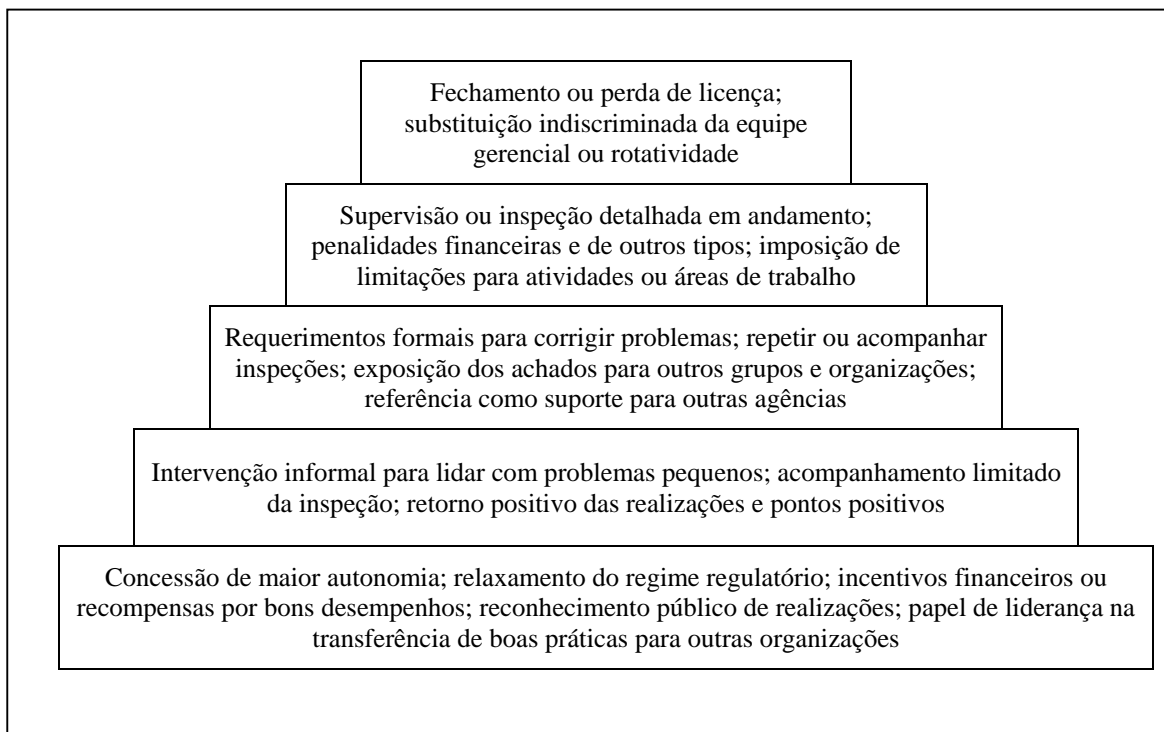 Fechamento ou perda de licença;
substituição indiscriminada da equipe
gerencial ou rotatividade
Supervisão ou inspeção detalhada em andamento;
penalidades financeiras e de outros tipos; imposição de
limitações para atividades ou áreas de trabalho
Requerimentos formais para corrigir problemas; repetir ou acompanhar
inspeções; exposição dos achados para outros grupos e organizações;
referência como suporte para outras agências
Intervenção informal para lidar com problemas pequenos; acompanhamento limitado
da inspeção; retorno positivo das realizações e pontos positivos
Concessão de maior autonomia; relaxamento do regime regulatório; incentivos financeiros ou
recompensas por bons desempenhos; reconhecimento público de realizações; papel de liderança na
transferência de boas práticas para outras organizações